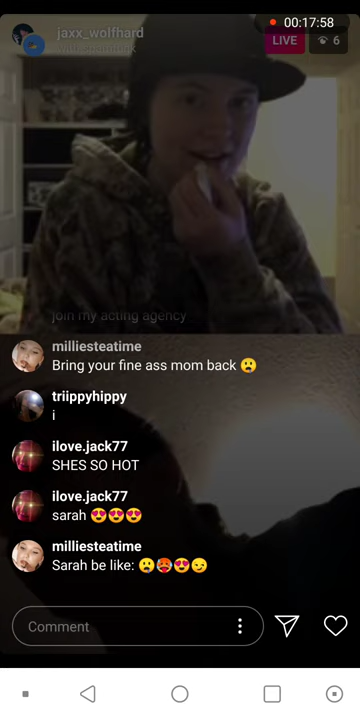 00:17:58
jaxx_wolfhard
LIVE
6
join my acting agency
milliesteatime
Bring your fine ass mom back 😲
triippyhippy
i
ilove.jack77
SHES SO HOT
ilove.jack77
sarah 😍😍😍
milliesteatime
Sarah be like: 😲🥵😍😏
Comment